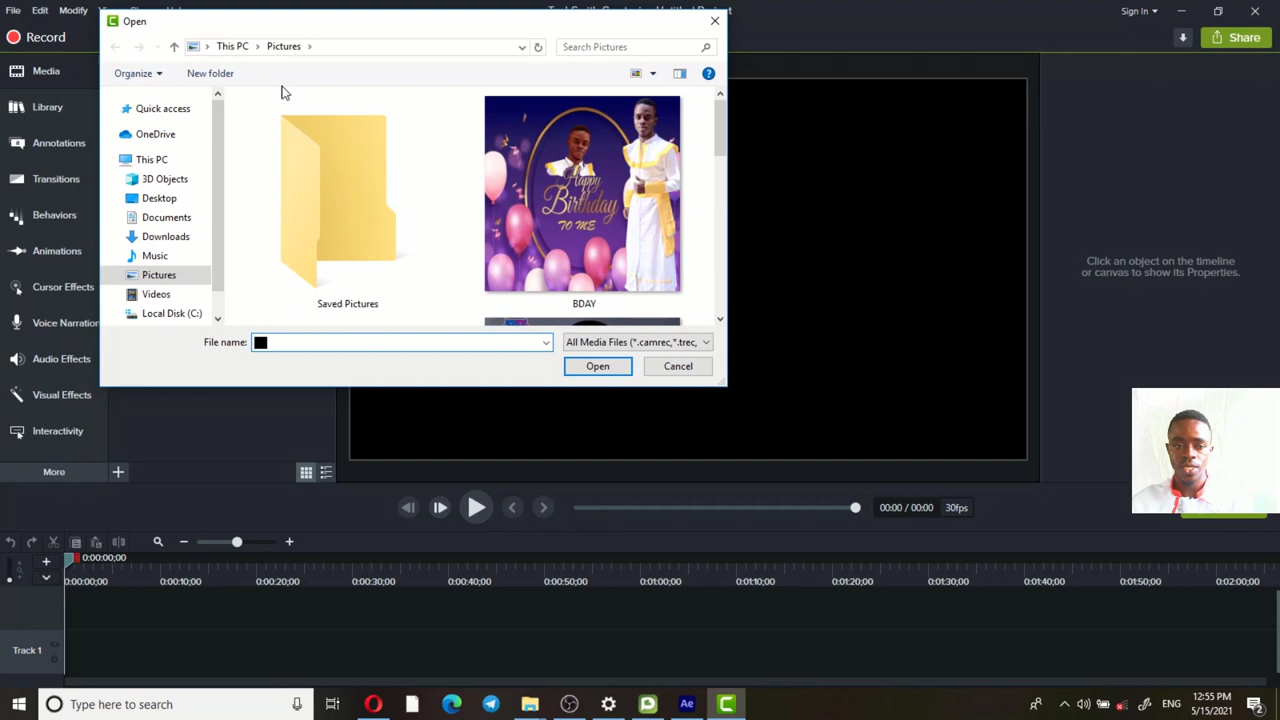 File
Edit
Modify
Sign in
Record
Share
Media
Library
Annotations
Transitions
Behaviors
Animations
Cursor Effects
Voice Narration
Audio Effects
Visual Effects
Interactivity
More
Open
This PC
Pictures
Search Pictures
Organize
New folder
Quick access
OneDrive
This PC
3D Objects
Desktop
Documents
Downloads
Music
Pictures
Videos
Local Disk (C:)
Happy
Birthday
TO ME
Saved Pictures
BDAY
File name:
All Media Files (*.camrec,*.trec,
Open
Cancel
Click an object on the timeline
or canvas to show its Properties.
00:00 / 00:00
30fps
0:00:00;00
0:00:00;00
0:00:10;00
0:00:20;00
0:00:30;00
0:00:40;00
0:00:50;00
0:01:00;00
0:01:10;00
0:01:20;00
0:01:30;00
0:01:40;00
0:01:50;00
0:02:00;00
Track 1
Type here to search
Ae
ENG
12:55 PM
5/15/2021
2